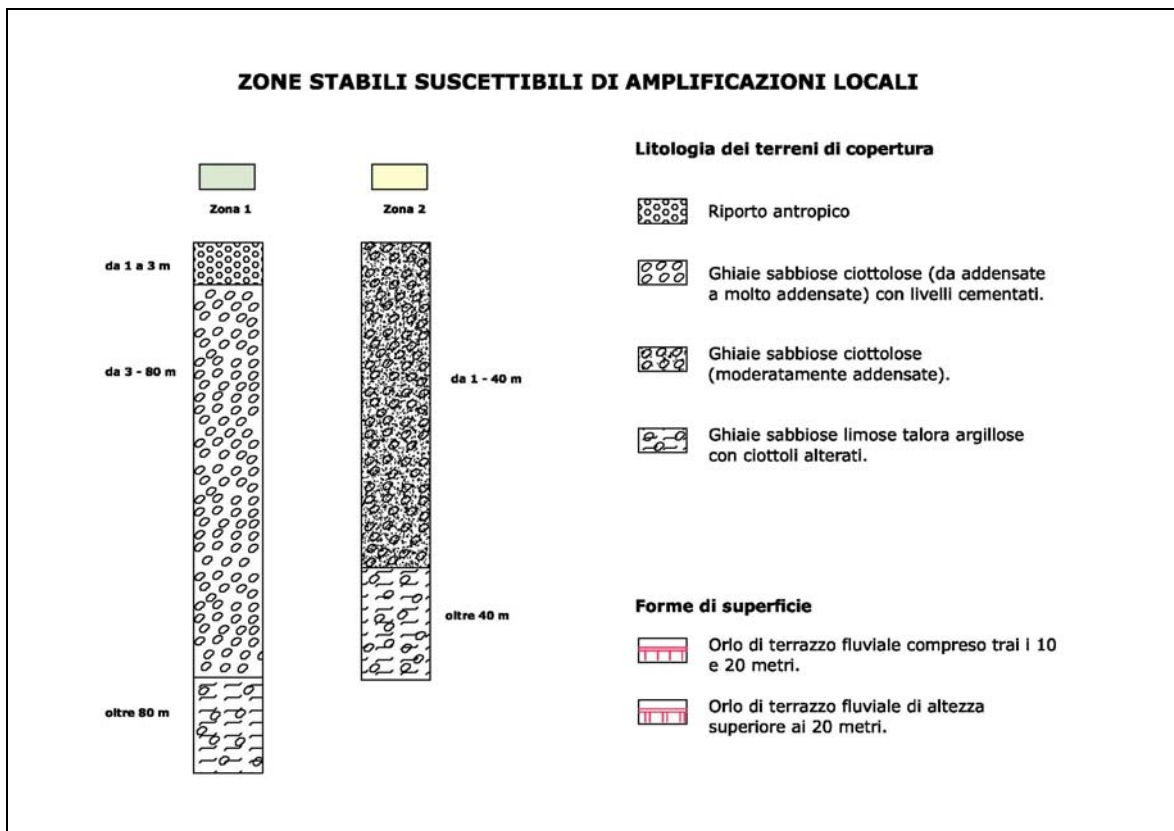 ZONE STABILI SUSCETTIBILI DI AMPLIFICAZIONI LOCALI
Zona 1
Zona 2
da 1 a 3 m
da 3 - 80 m
oltre 80 m
da 1 - 40 m
oltre 40 m
Litologia dei terreni di copertura
Riporto antropico
Ghiaie sabbiose ciottolose (da addensate
a molto addensate) con livelli cementati.
Ghiaie sabbiose ciottolose
(moderatamente addensate).
Ghiaie sabbiose limose talora argillose
con ciottoli alterati.
Forme di superficie
Orlo di terrazzo fluviale compreso trai i 10
e 20 metri.
Orlo di terrazzo fluviale di altezza
superiore ai 20 metri.